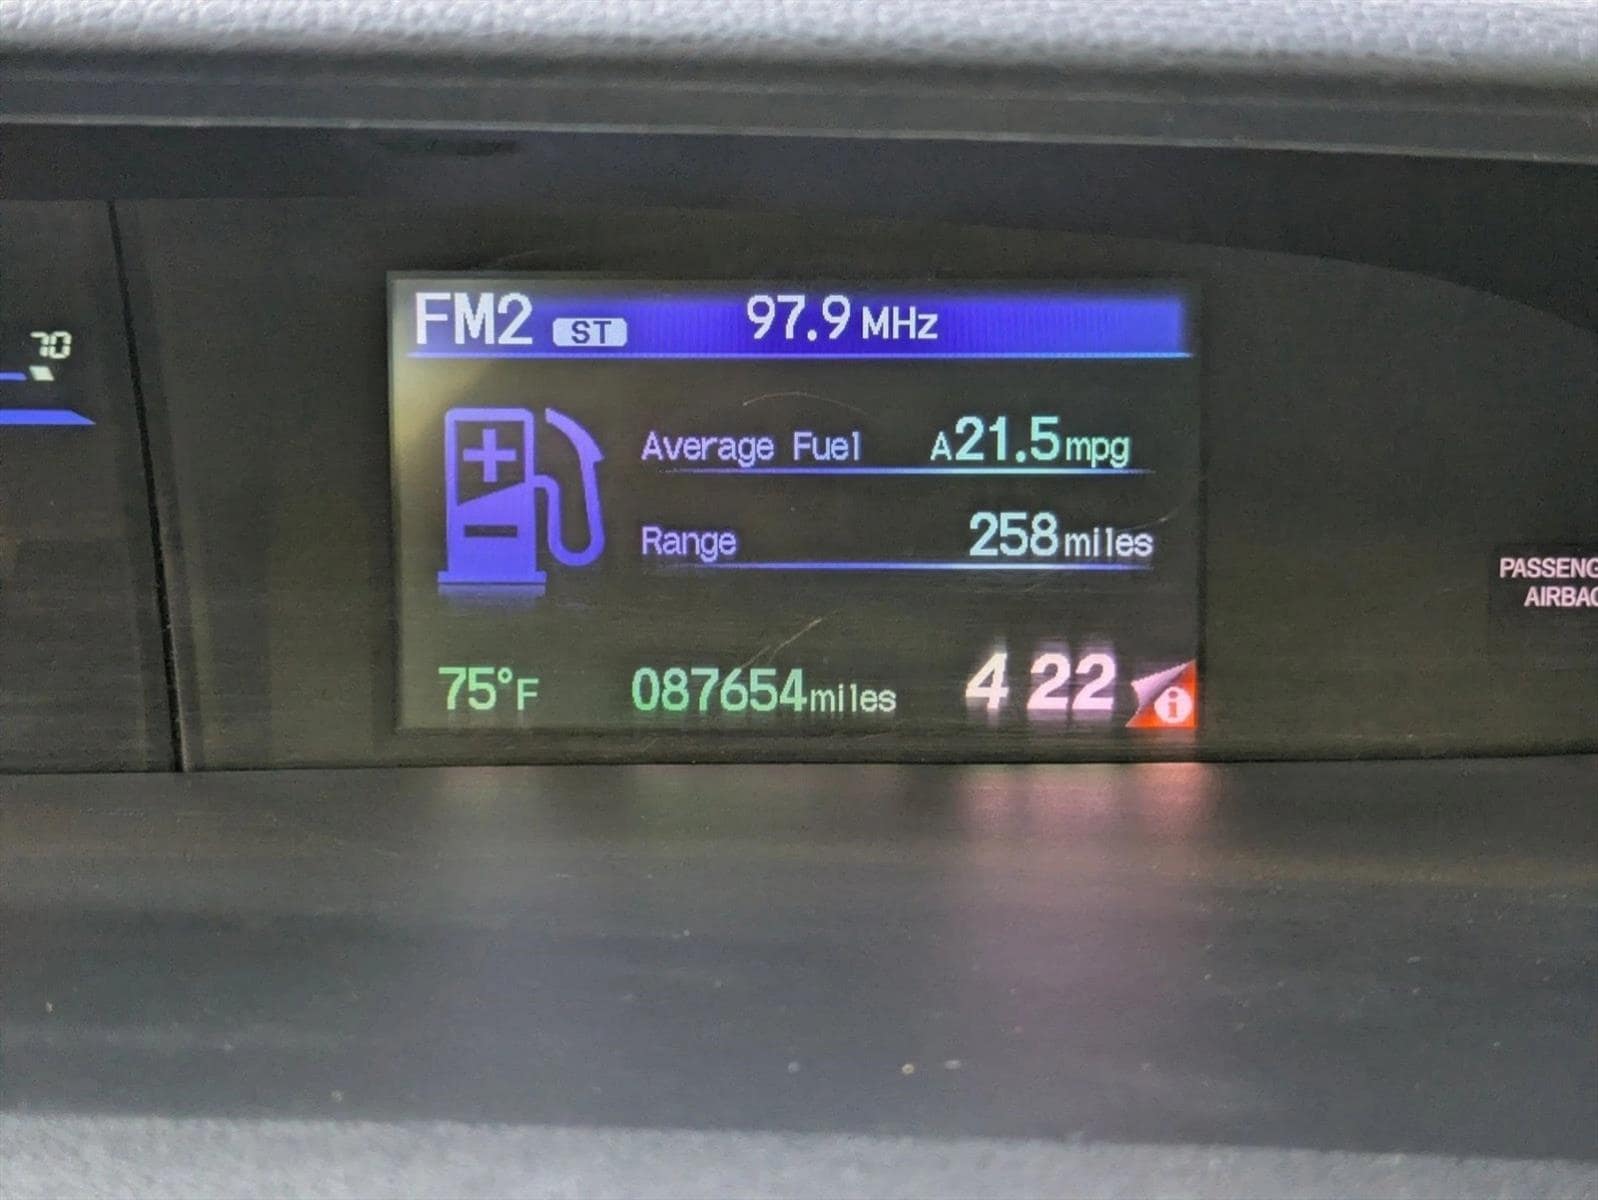 FM2 ST 97.9 MHz
70
Average Fuel A21.5mpg
Range 258miles
PASSENG
AIRBAG
75°F 087654miles 4 22 i